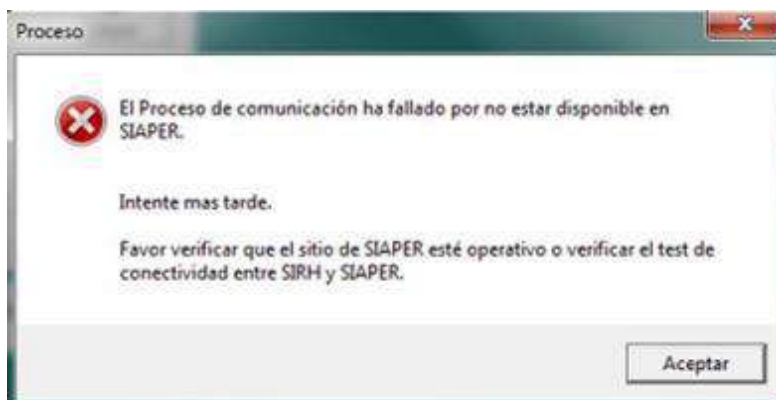 Proceso
El Proceso de comunicación ha fallado por no estar disponible en
SIAPER.
Intente mas tarde.
Favor verificar que el sitio de SIAPER esté operativo o verificar el test de
conectividad entre SIRH y SIAPER.
Aceptar